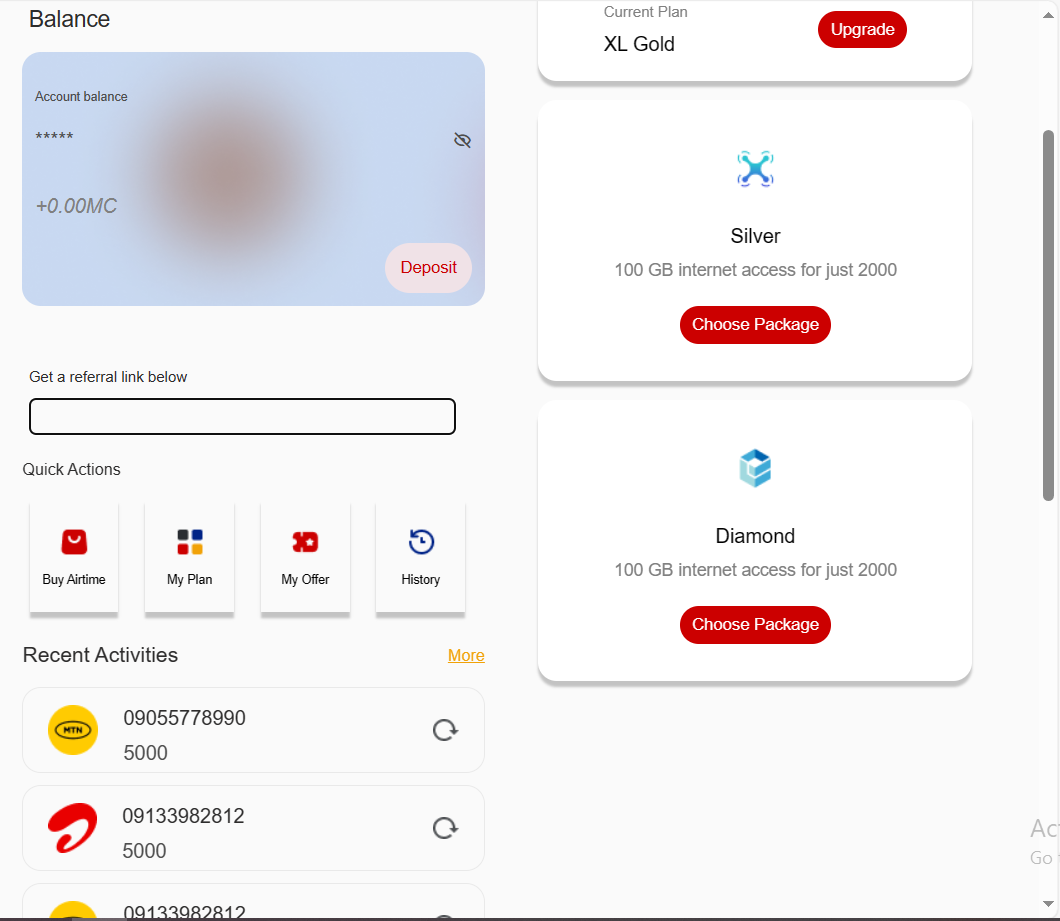 Balance
Account balance
*****
+0.00MC
Deposit
Get a referral link below
Quick Actions
Buy Airtime
My Plan
My Offer
History
Recent Activities
More
MTN
09055778990
5000
09133982812
5000
09133982812
Current Plan
XL Gold
Upgrade
Silver
100 GB internet access for just 2000
Choose Package
Diamond
100 GB internet access for just 2000
Choose Package
Go